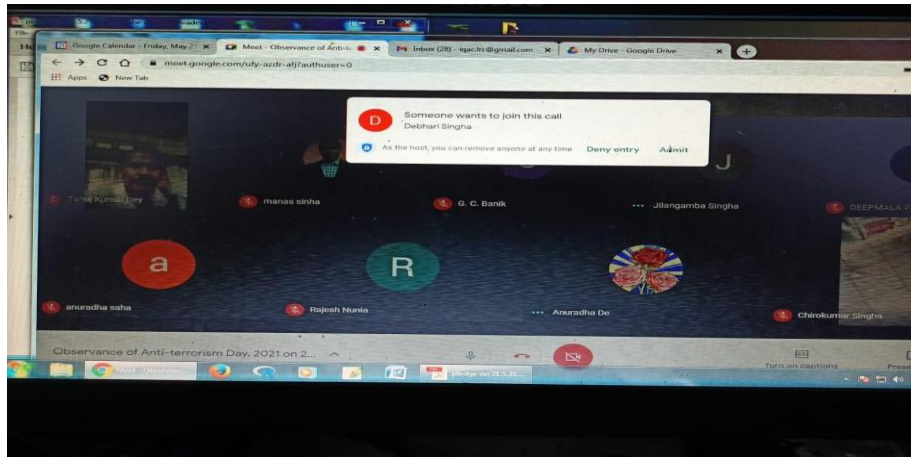 Google Calendar - Friday, May 2
Meet - Observance of Anti-t
Inbox (28) - iqac.lrc@gmail.com
My Drive - Google Drive
meet.google.com/ufy-azdr-afj?authuser=0
Apps
New Tab
D
Someone wants to join this call
Debhari Singha
As the host, you can remove anyone at any time
Deny entry
Admit
J
Kumar Dey
manas sinha
G. C. Banik
Jilangamba Singha
DEEPMALA P
a
R
anuradha saha
Rajesh Nunia
Anuradha De
Chirokumar Singha
Observance of Anti-terrorism Day, 2021 on 2...
Turn on captions
Prese
Meet - Observan...
pledge on 21.5.21...